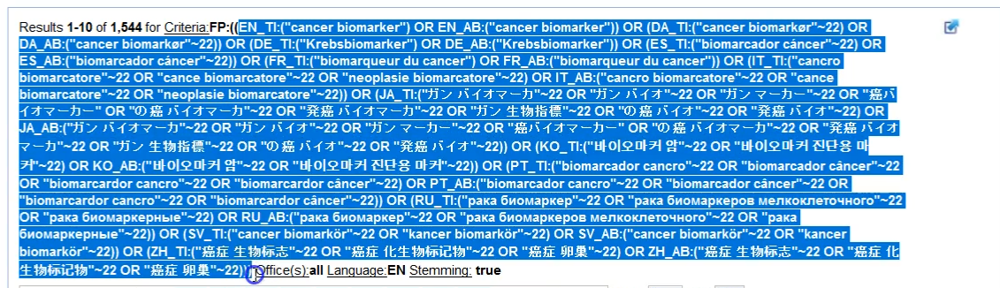 Results 1-10 of 1,544 for Criteria:FP:((EN_TI:("cancer biomarker") OR EN_AB:("cancer biomarker")) OR (DA_TI:("cancer biomarkør"~22) OR
DA_AB:("cancer biomarkør"~22)) OR (DE_TI:("Krebsbiomarker") OR DE_AB:("Krebsbiomarker")) OR (ES_TI:("biomarcador cáncer"~22) OR
ES_AB:("biomarcador cáncer"~22)) OR (FR_TI:("biomarqueur du cancer") OR FR_AB:("biomarqueur du cancer")) OR (IT_TI:("cancro
biomarcatore"~22 OR "cance biomarcatore"~22 OR "neoplasie biomarcatore"~22) OR IT_AB:("cancro biomarcatore"~22 OR "cance
biomarcatore"~22 OR "neoplasie biomarcatore"~22)) OR (JA_TI:("ガン バイオマーカ"~22 OR "ガン バイオ"~22 OR "ガン マーカー"~22 OR "癌バ
イオマーカー" OR "の 癌 バイオマーカ"~22 OR "発癌 バイオマーカ"~22 OR "ガン 生物指標"~22 OR "の 癌 バイオ"~22 OR "発癌 バイオ"~22) OR
JA_AB:("ガン バイオマーカ"~22 OR "ガン バイオ"~22 OR "ガン マーカー"~22 OR "癌バイオマーカー" OR "の 癌 バイオマーカ"~22 OR "発癌 バイオ
マーカ"~22 OR "ガン 生物指標"~22 OR "の 癌 バイオ"~22 OR "発癌 バイオ"~22)) OR (KO_TI:("바이오마커 암"~22 OR "바이오마커 진단용 마
커"~22) OR KO_AB:("바이오마커 암"~22 OR "바이오마커 진단용 마커"~22)) OR (PT_TI:("biomarcador cancro"~22 OR "biomarcador câncer"~22
OR "biomarcardor cancro"~22 OR "biomarcardor câncer"~22) OR PT_AB:("biomarcador cancro"~22 OR "biomarcador câncer"~22 OR
"biomarcardor cancro"~22 OR "biomarcardor câncer"~22)) OR (RU_TI:("рака биомаркер"~22 OR "рака биомаркеров мелкоклеточного"~22
OR "рака биомаркерные"~22) OR RU_AB:("рака биомаркер"~22 OR "рака биомаркеров мелкоклеточного"~22 OR "рака
биомаркерные"~22)) OR (SV_TI:("cancer biomarkör"~22 OR "kancer biomarkör"~22) OR SV_AB:("cancer biomarkör"~22 OR "kancer
biomarkör"~22)) OR (ZH_TI:("癌症 生物标志"~22 OR "癌症 化生物标记物"~22 OR "癌症 卵巢"~22) OR ZH_AB:("癌症 生物标志"~22 OR "癌症 化
生物标记物"~22 OR "癌症 卵巢"~22))) Office(s):all Language:EN Stemming: true